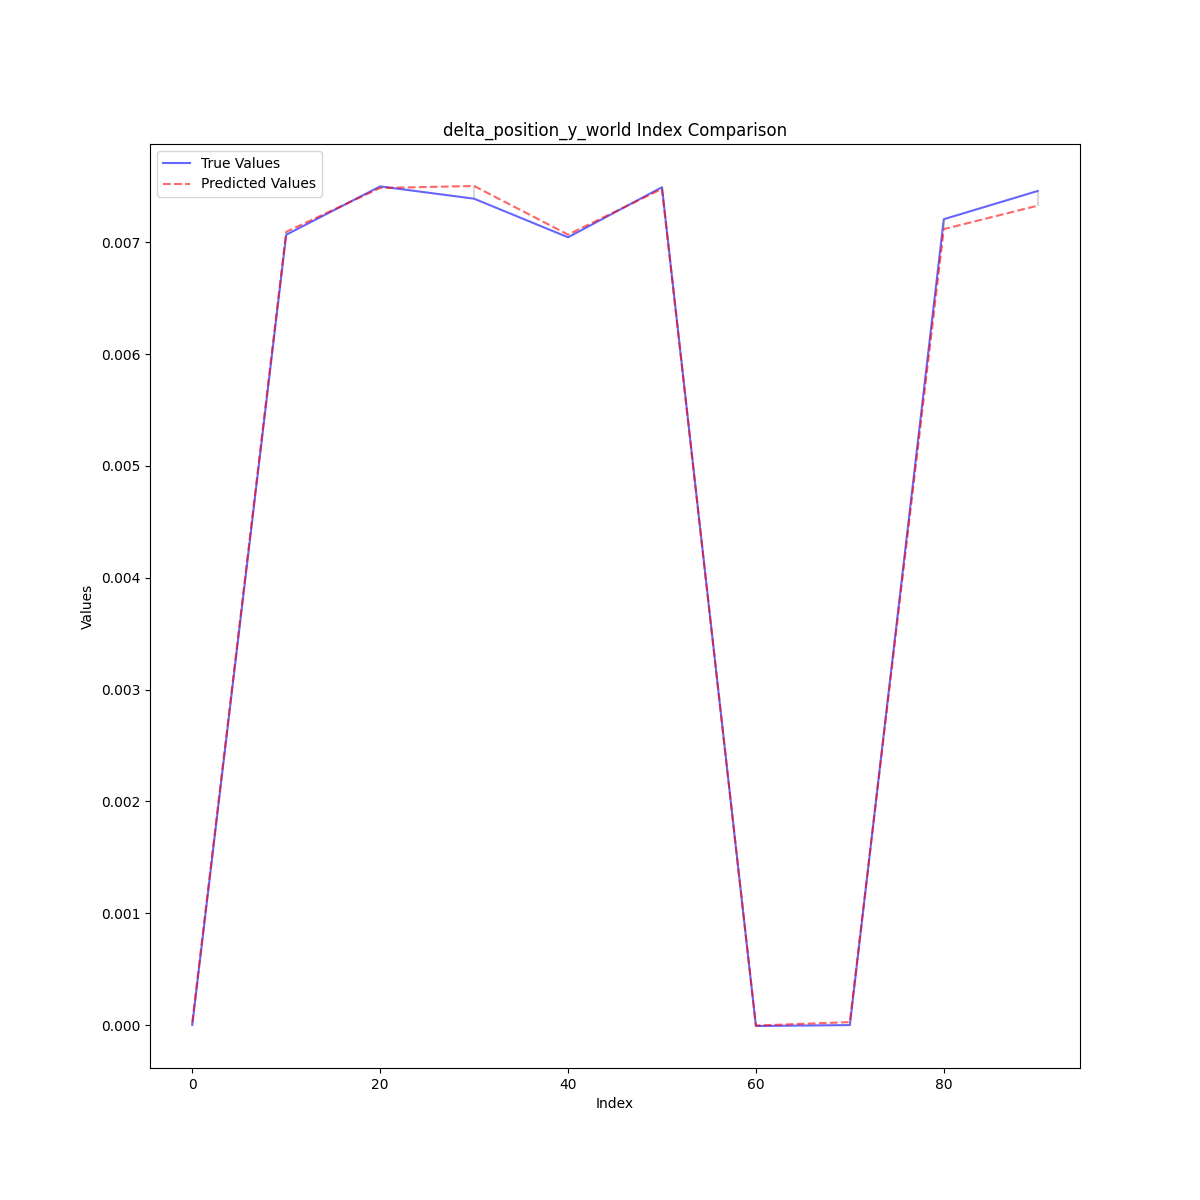 delta_position_y_world Index Comparison
True Values
Predicted Values
0.007
0.006
0.005
0.004
0.003
0.002
0.001
0.000
Values
0 20 40 60 80
Index